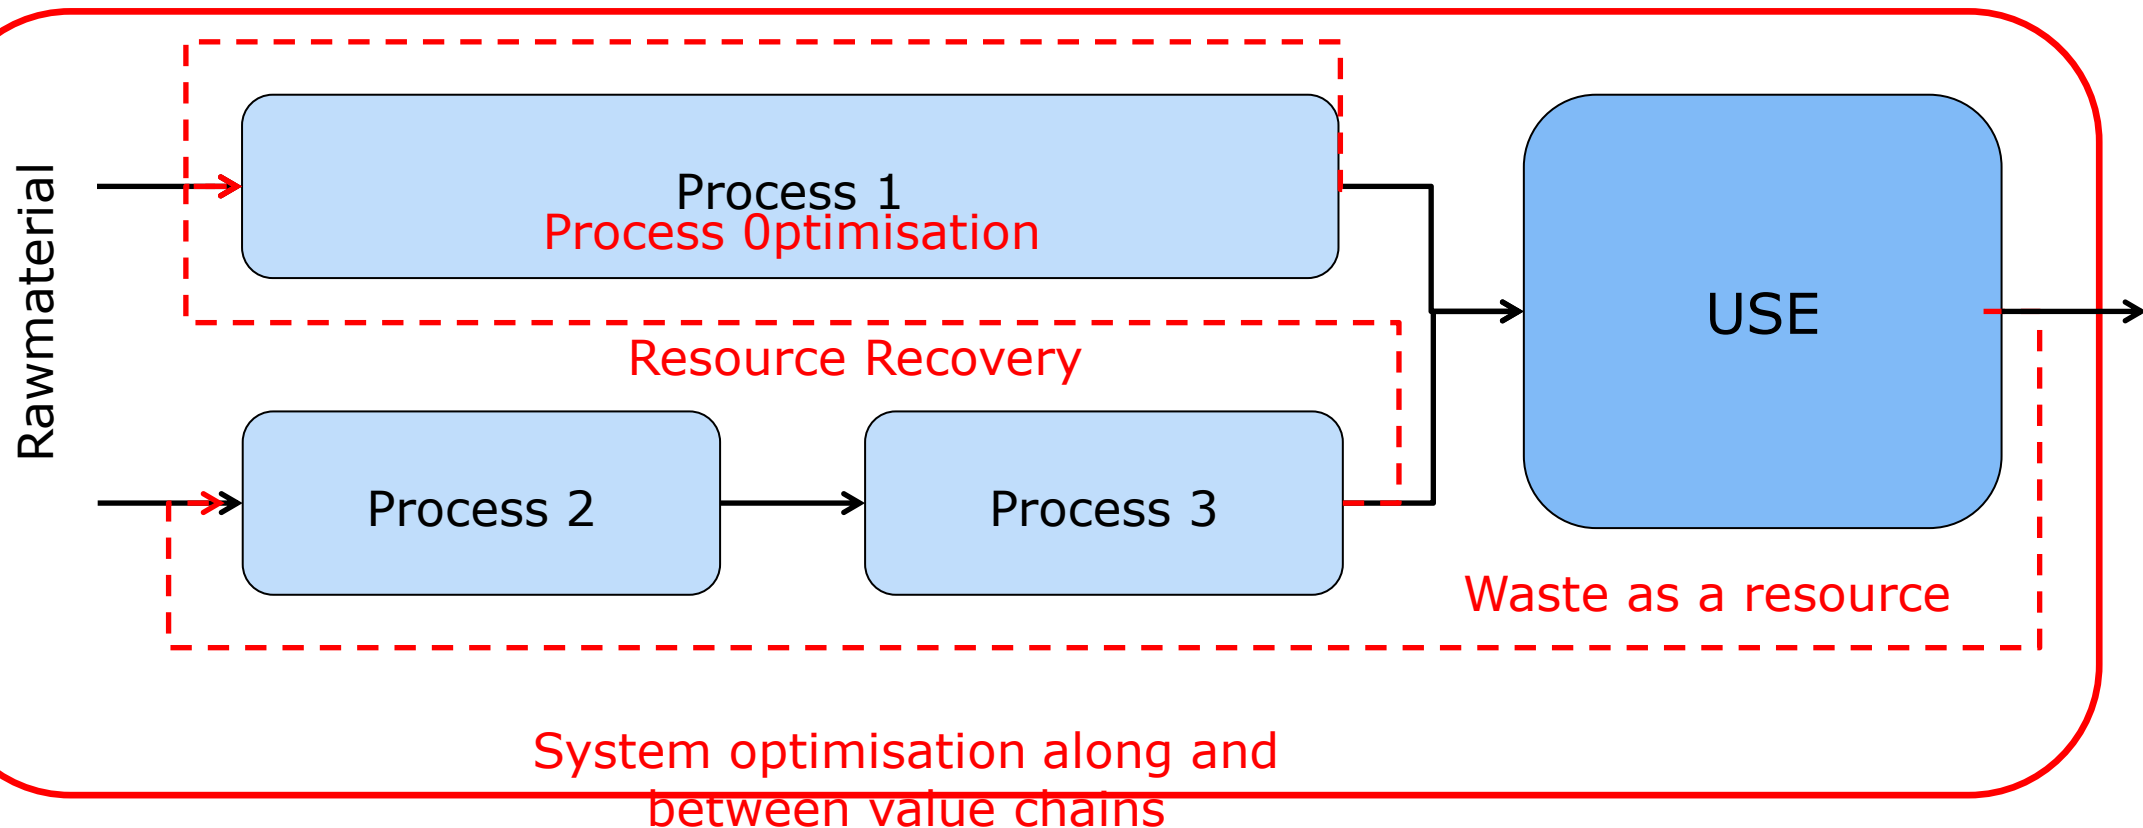 Rawmaterial
Process 1
Process 0ptimisation
Resource Recovery
Process 2
Process 3
USE
Waste as a resource
System optimisation along and
between value chains